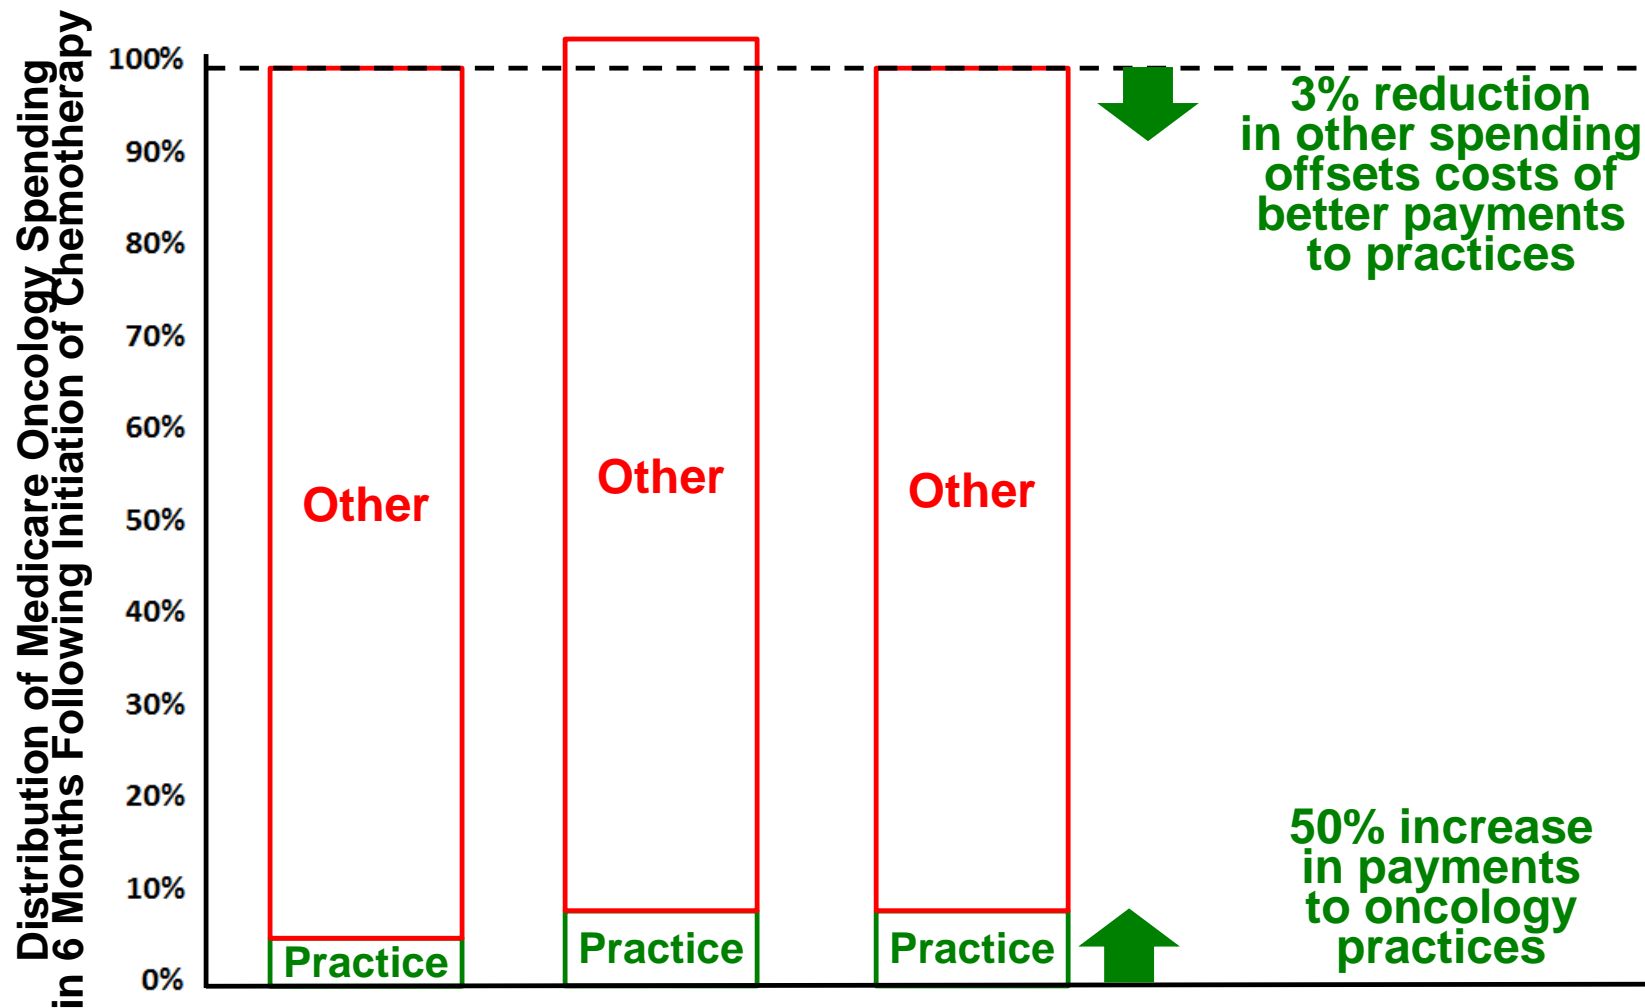 Distribution of Medicare Oncology Spending
in 6 Months Following Initiation of Chemotherapy
100%
90%
80%
70%
60%
50%
40%
30%
20%
10%
0%
Other
Practice
Other
Practice
Other
Practice
3% reduction
in other spending
offsets costs of
better payments
to practices
50% increase
in payments
to oncology
practices